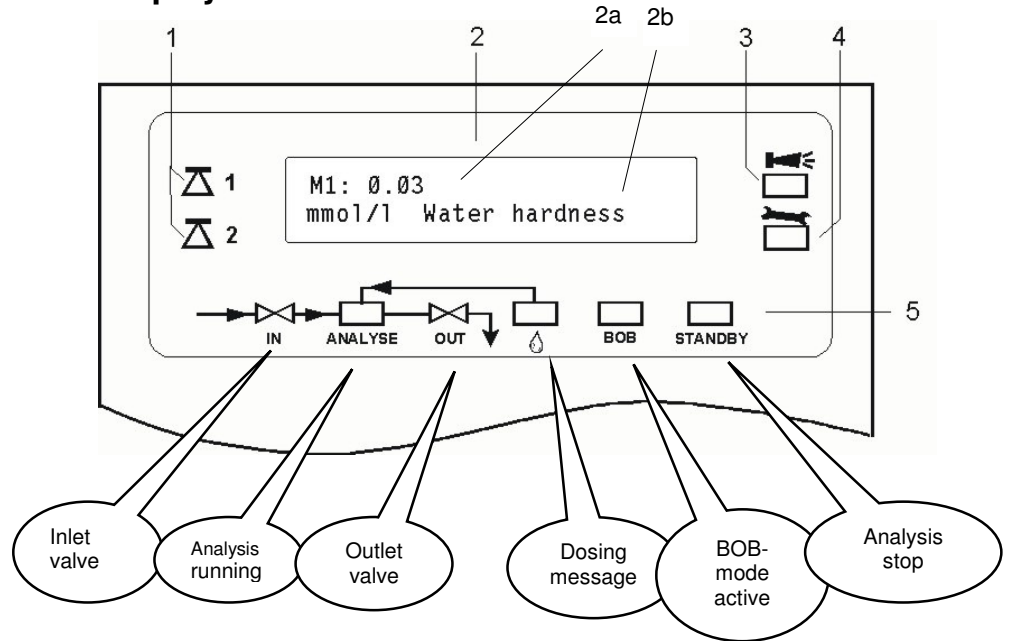 2a 2b
1 2 3 4
1
2
M1: 0.03
mmol/l Water hardness
5
IN ANALYSE OUT BOB STANDBY
Inlet
valve
Analysis
running
Outlet
valve
Dosing
message
BOB-
mode
active
Analysis
stop